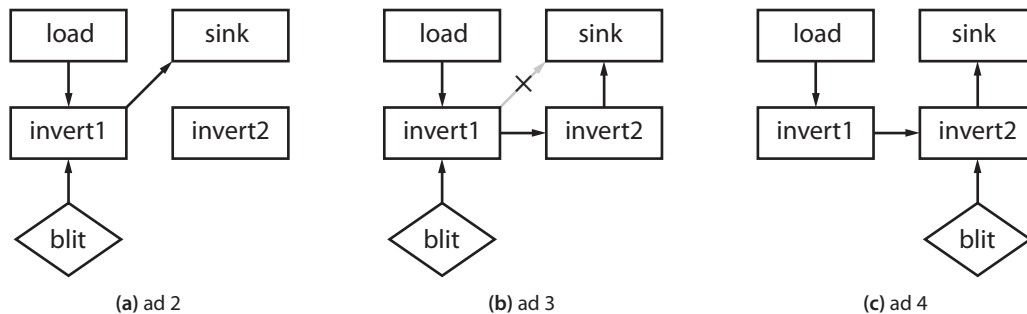 load sink
invert1 invert2
blit
(a) ad 2
load sink
invert1 invert2
blit
(b) ad 3
load sink
invert1 invert2
blit
(c) ad 4